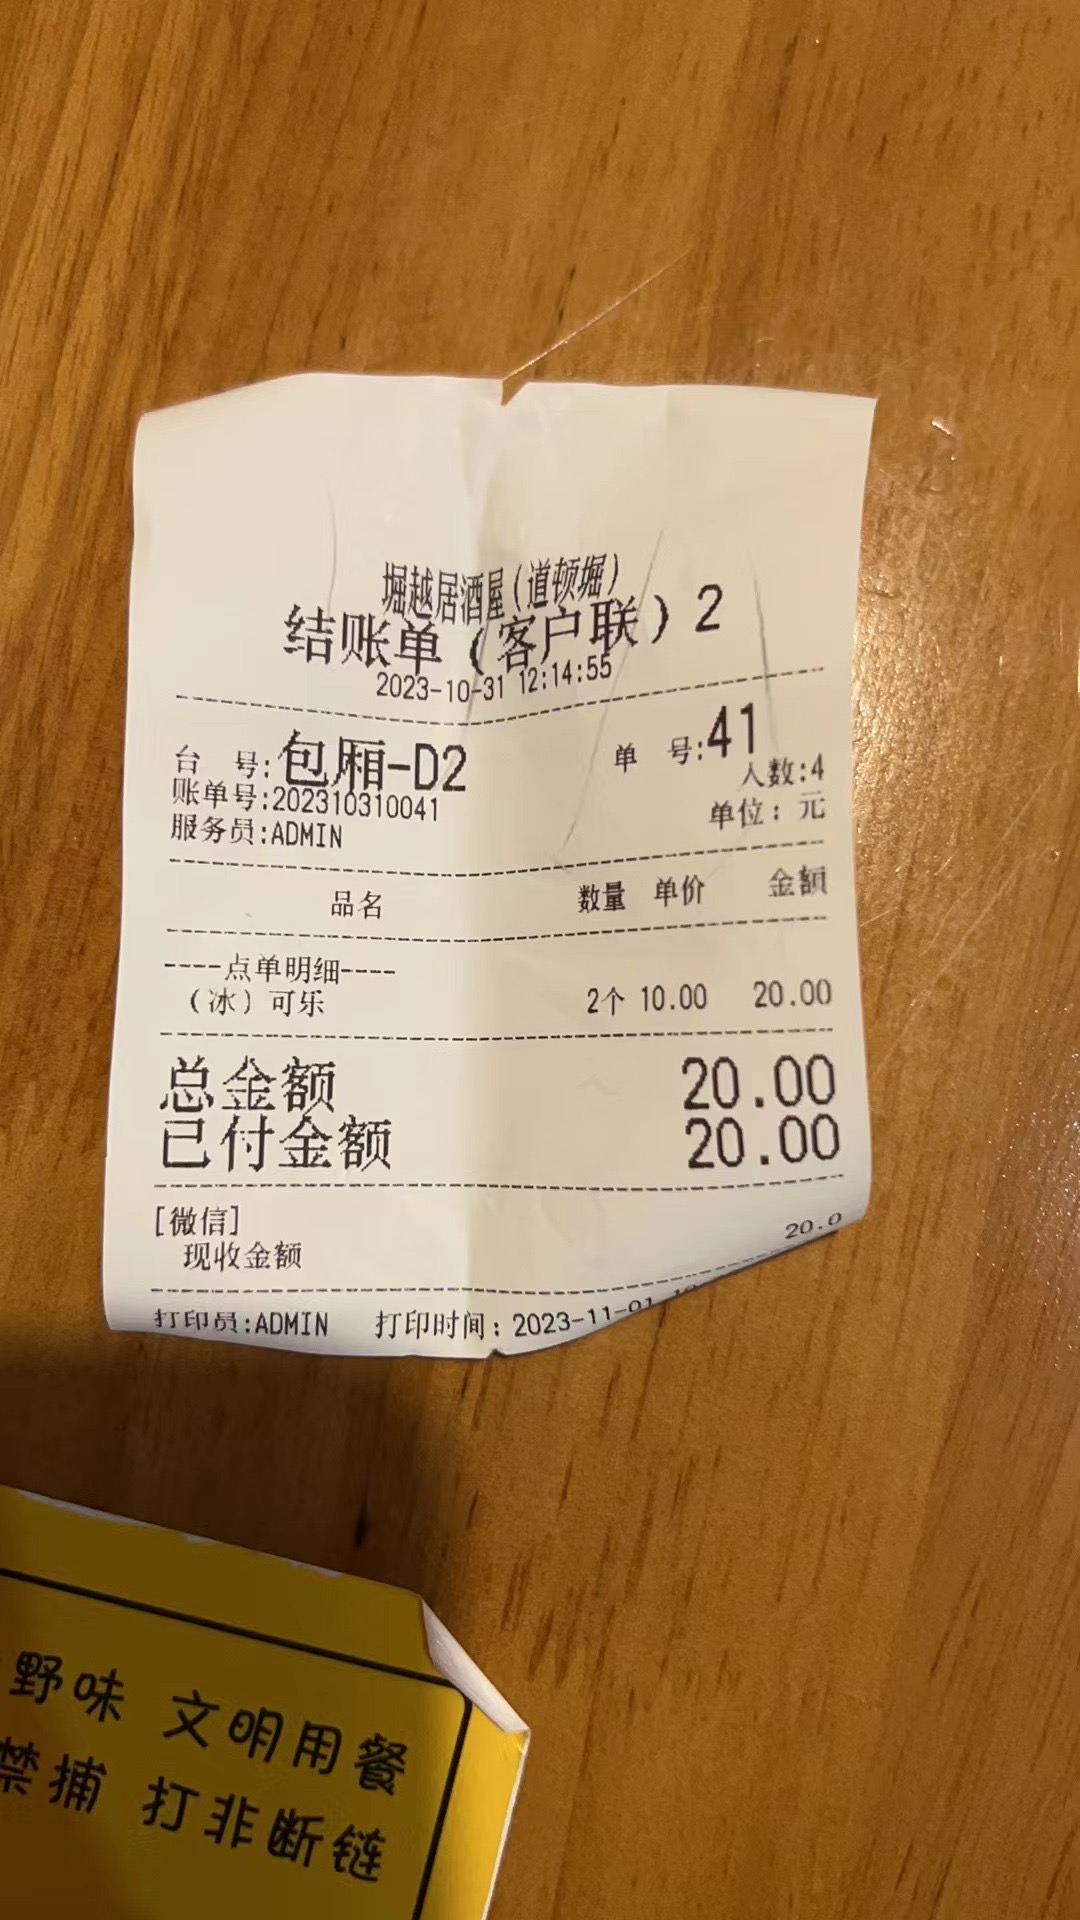 堀越居酒屋(道顿堀)
结账单(客户联)2
2023-10-31 12:14:55
台 号:包厢-D2 单 号:41
人数:4
账单号:202310310041 单位:元
服务员:ADMIN
品名 数量 单价 金额
----点单明细----
(冰)可乐 2个 10.00 20.00
总金额 20.00
已付金额 20.00
[微信]
现收金额 20.0
打印员:ADMIN 打印时间:2023-11-01
野味 文明用餐
禁捕 打非断链